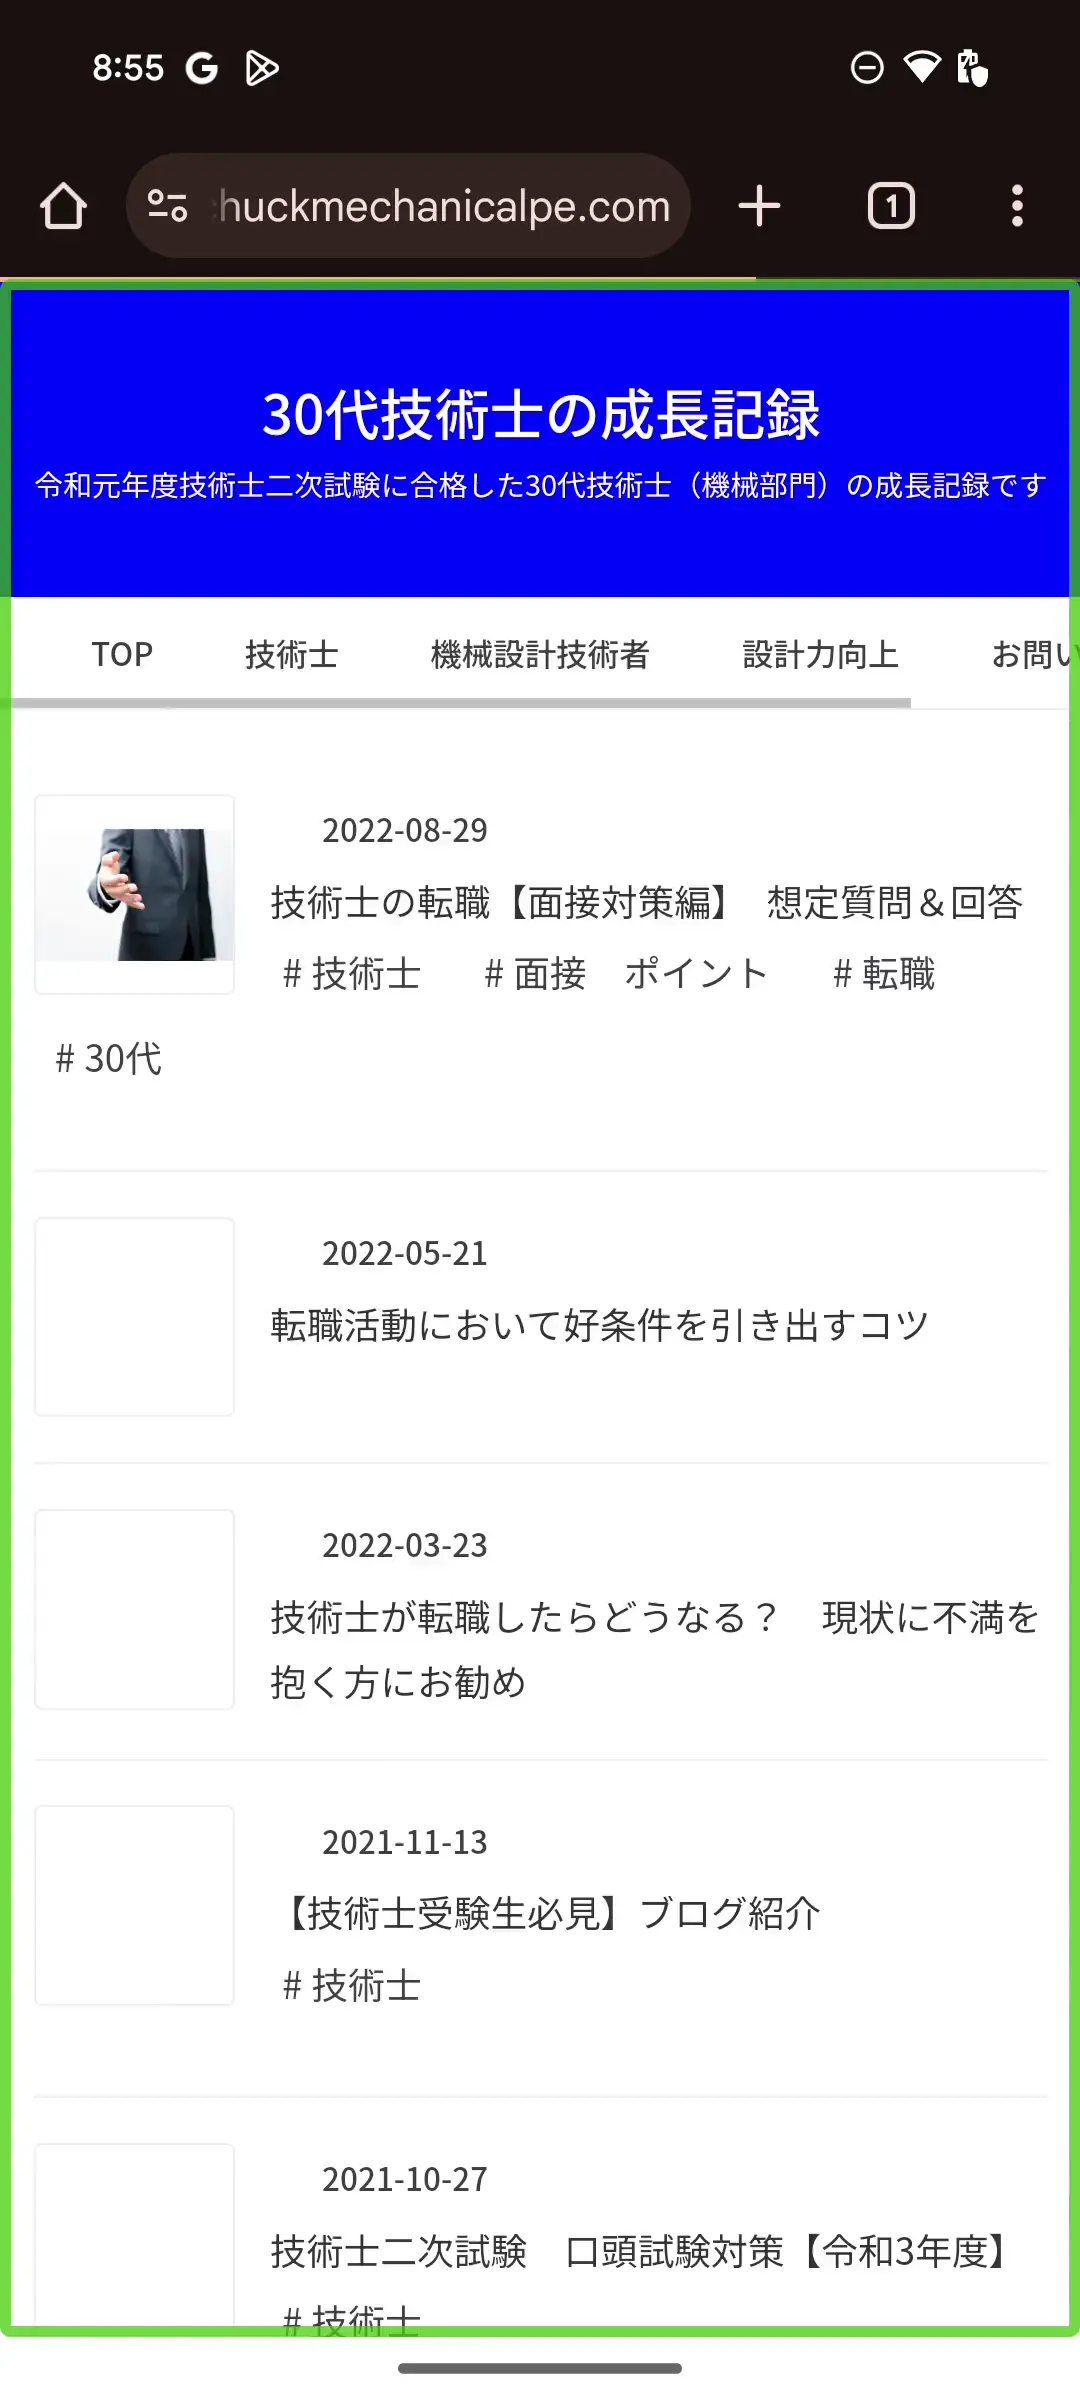 8:55
huckmechanicalpe.com
1
30代技術士の成長記録
令和元年度技術士二次試験に合格した30代技術士（機械部門）の成長記録です
TOP 技術士 機械設計技術者 設計力向上 お問い
2022-08-29
技術士の転職【面接対策編】 想定質問＆回答
# 技術士 # 面接 ポイント # 転職
# 30代
2022-05-21
転職活動において好条件を引き出すコツ
2022-03-23
技術士が転職したらどうなる？ 現状に不満を
抱く方にお勧め
2021-11-13
【技術士受験生必見】ブログ紹介
# 技術士
2021-10-27
技術士二次試験 口頭試験対策【令和3年度】
# 技術士